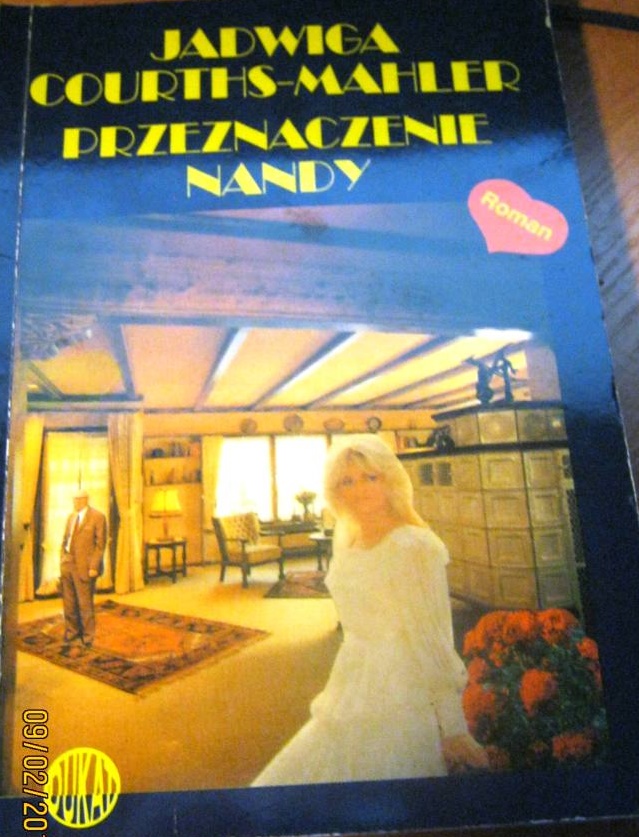 JADWIGA
COURTHS-MAHLER
PRZEZNACZENIE
NANDY
Roman
DUKAT